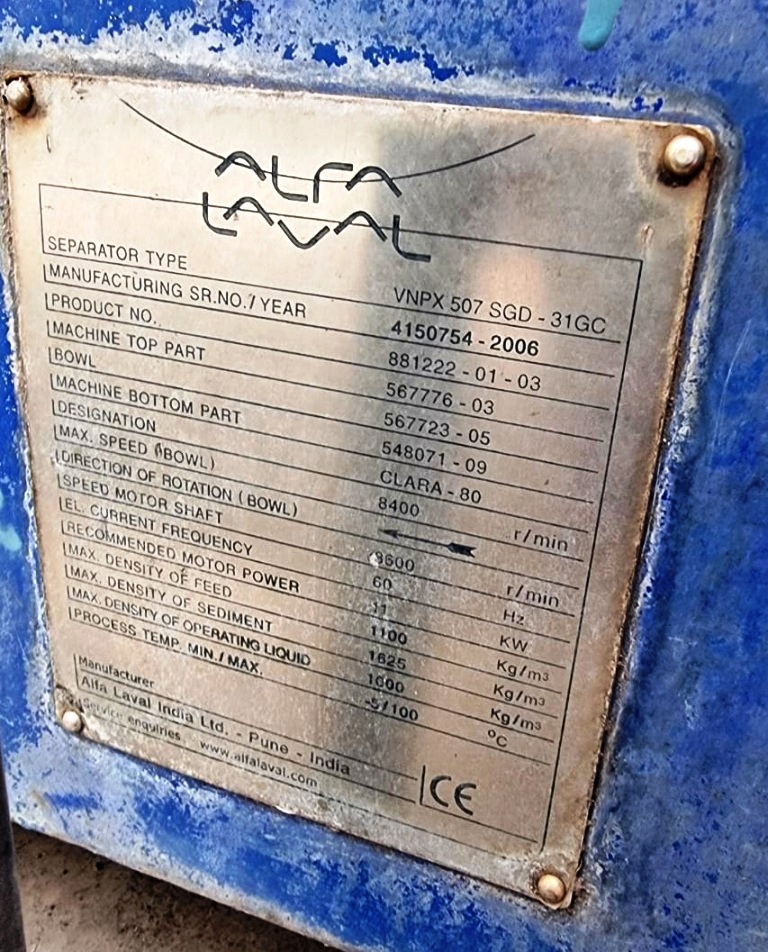 ALFA
LAVAL
SEPARATOR TYPE VNPX 507 SGD - 31GC
MANUFACTURING SR.NO./ YEAR 4150754 - 2006
PRODUCT NO. 881222 - 01 - 03
MACHINE TOP PART 567776 - 03
BOWL 567723 - 05
MACHINE BOTTOM PART 548071 - 09
DESIGNATION CLARA - 80
MAX. SPEED (BOWL) 8400 r/min
DIRECTION OF ROTATION ( BOWL)
SPEED MOTOR SHAFT 3600 r/min
EL. CURRENT FREQUENCY 60 Hz
RECOMMENDED MOTOR POWER 11 KW
MAX. DENSITY OF FEED 1100 Kg/m³
MAX. DENSITY OF SEDIMENT 1625 Kg/m³
MAX. DENSITY OF OPERATING LIQUID 1000 Kg/m³
PROCESS TEMP. MIN./ MAX. -5/100 °C
Manufacturer
Alfa Laval India Ltd. - Pune - India
Service enquiries www.alfalaval.com
CE